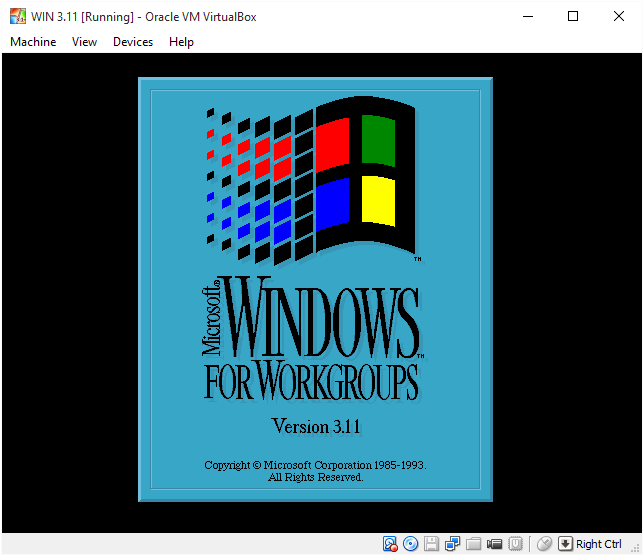 WIN 3.11 [Running] - Oracle VM VirtualBox
Machine View Devices Help
TM
Microsoft®
WINDOWS™
FOR WORKGROUPS
Version 3.11
Copyright © Microsoft Corporation 1985-1993.
All Rights Reserved.
Right Ctrl